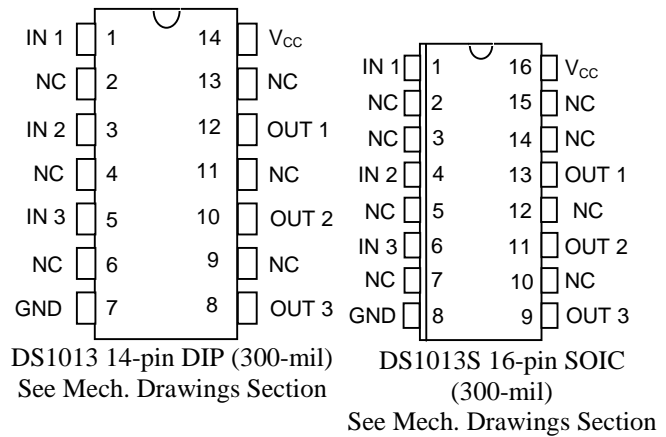 IN 1 1 14 VCC
NC 2 13 NC
IN 2 3 12 OUT 1
NC 4 11 NC
IN 3 5 10 OUT 2
NC 6 9 NC
GND 7 8 OUT 3
DS1013 14-pin DIP (300-mil)
See Mech. Drawings Section
IN 1 1 16 VCC
NC 2 15 NC
NC 3 14 NC
IN 2 4 13 OUT 1
NC 5 12 NC
IN 3 6 11 OUT 2
NC 7 10 NC
GND 8 9 OUT 3
DS1013S 16-pin SOIC
(300-mil)
See Mech. Drawings Section